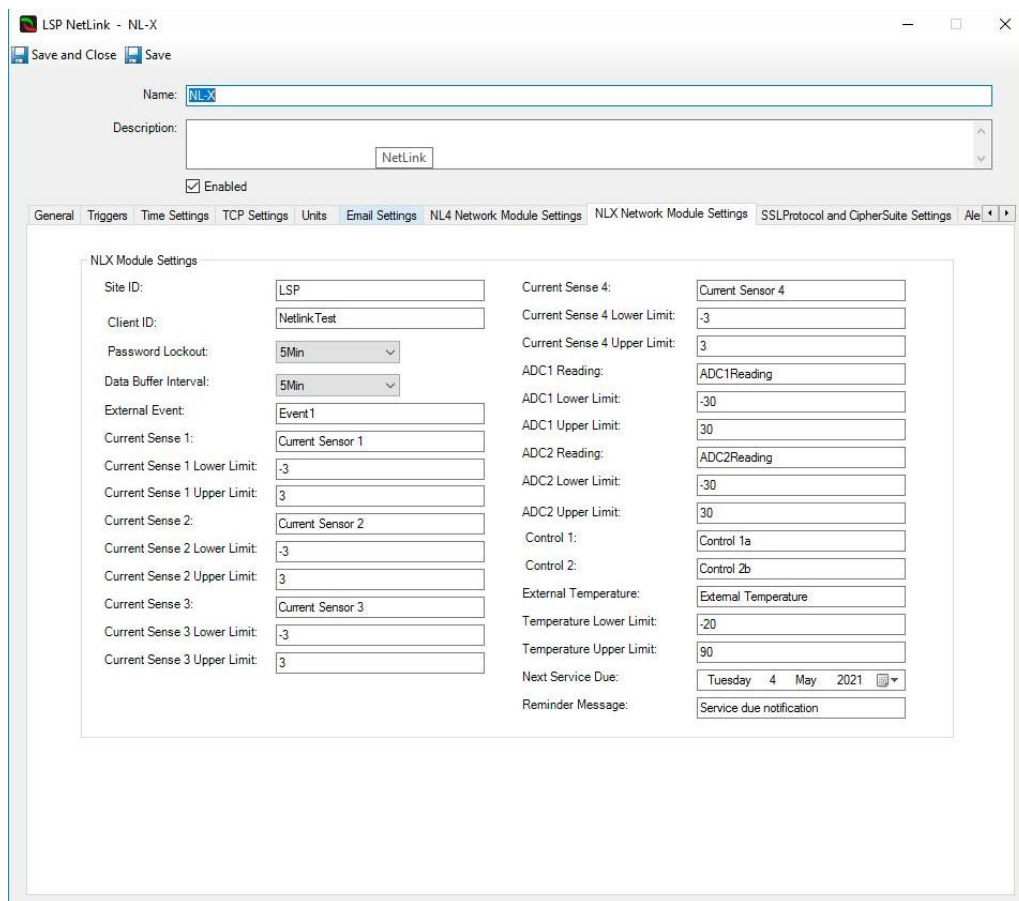 LSP NetLink - NL-X
Save and Close Save
Name: NL-X
Description:
NetLink
Enabled
General Triggers Time Settings TCP Settings Units Email Settings NL4 Network Module Settings NLX Network Module Settings SSLProtocol and CipherSuite Settings Ale
NLX Module Settings
Site ID: LSP
Client ID: NetlinkTest
Password Lockout: 5Min
Data Buffer Interval: 5Min
External Event: Event1
Current Sense 1: Current Sensor 1
Current Sense 1 Lower Limit: -3
Current Sense 1 Upper Limit: 3
Current Sense 2: Current Sensor 2
Current Sense 2 Lower Limit: -3
Current Sense 2 Upper Limit: 3
Current Sense 3: Current Sensor 3
Current Sense 3 Lower Limit: -3
Current Sense 3 Upper Limit: 3
Current Sense 4: Current Sensor 4
Current Sense 4 Lower Limit: -3
Current Sense 4 Upper Limit: 3
ADC1 Reading: ADC1Reading
ADC1 Lower Limit: -30
ADC1 Upper Limit: 30
ADC2 Reading: ADC2Reading
ADC2 Lower Limit: -30
ADC2 Upper Limit: 30
Control 1: Control 1a
Control 2: Control 2b
External Temperature: External Temperature
Temperature Lower Limit: -20
Temperature Upper Limit: 90
Next Service Due: Tuesday 4 May 2021
Reminder Message: Service due notification